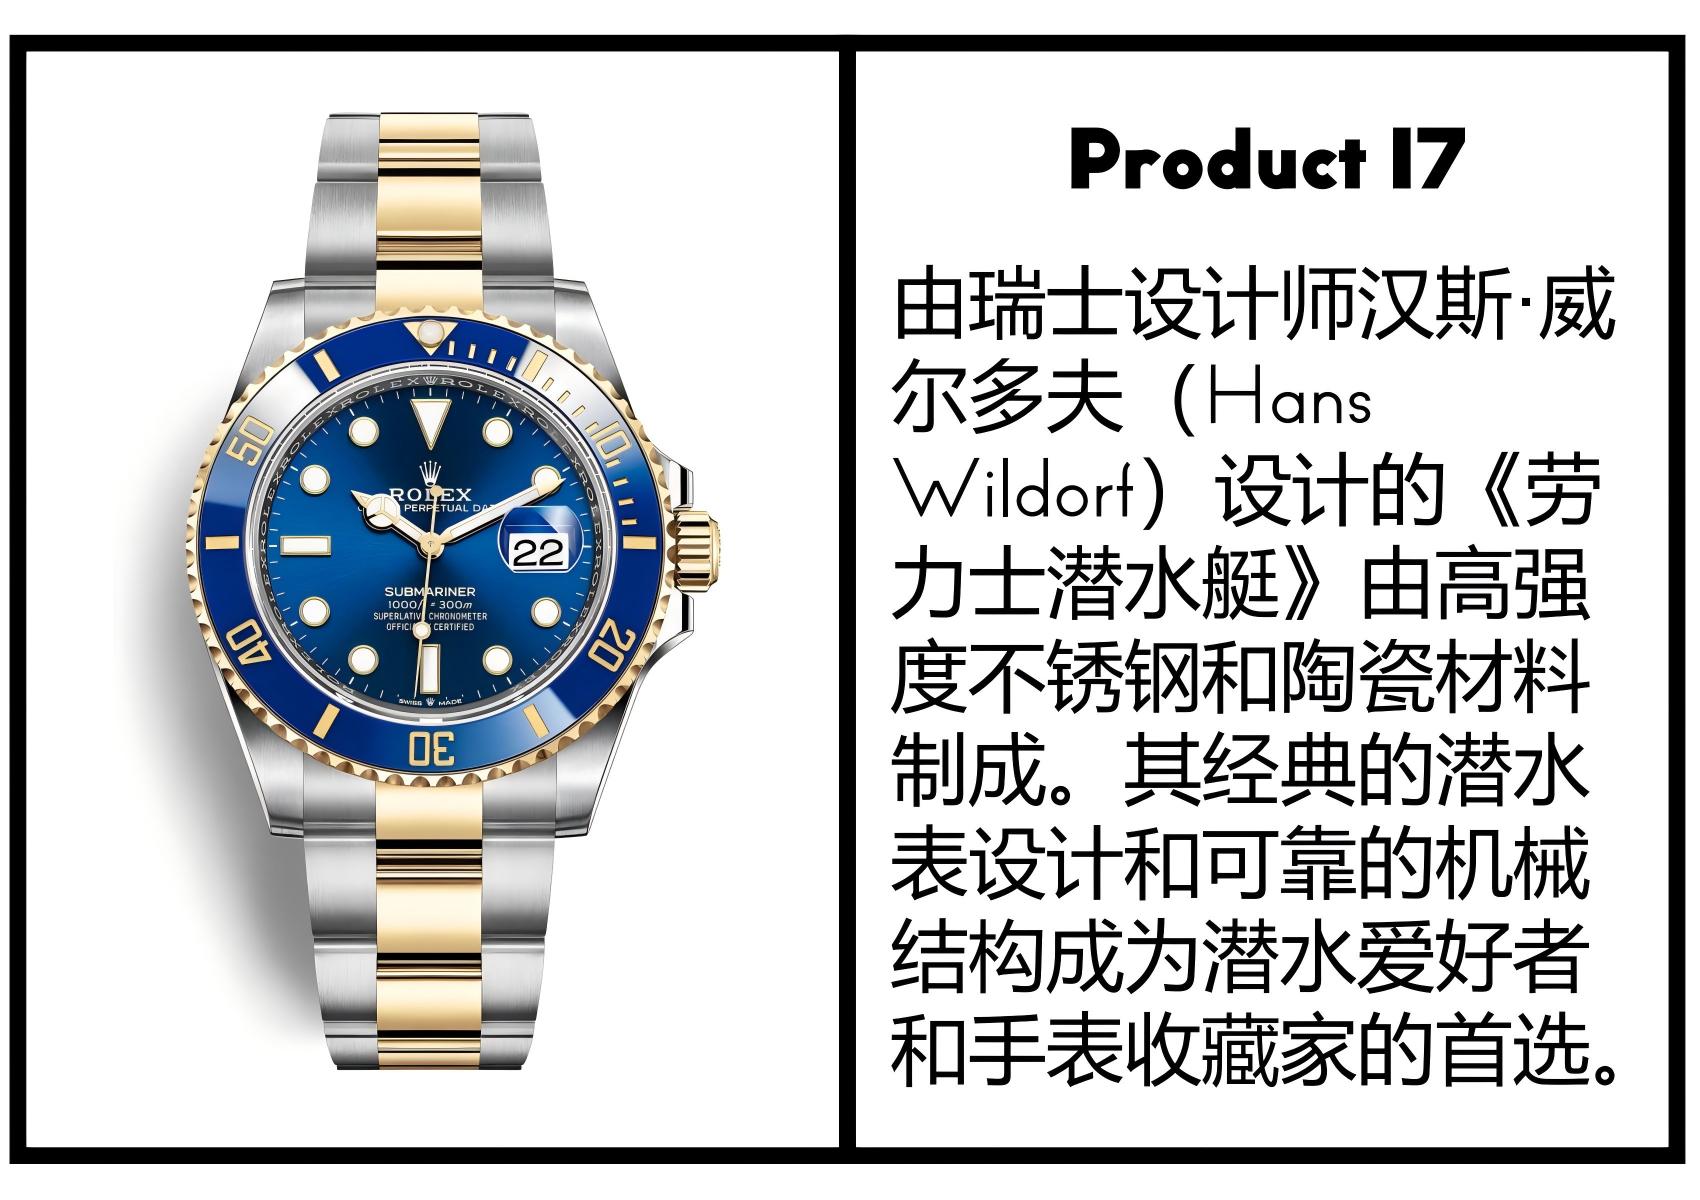 ROLEX
PERPETUAL DAT
22
SUBMARINER
1000 = 300m
SUPERLATIVE CHRONOMETER
CERTIFIED
SWISS MADE
10
20
30
40
50
Product 17
由瑞士设计师汉斯·威
尔多夫（Hans
Wildorf）设计的《劳
力士潜水艇》由高强
度不锈钢和陶瓷材料
制成。其经典的潜水
表设计和可靠的机械
结构成为潜水爱好者
和手表收藏家的首选。